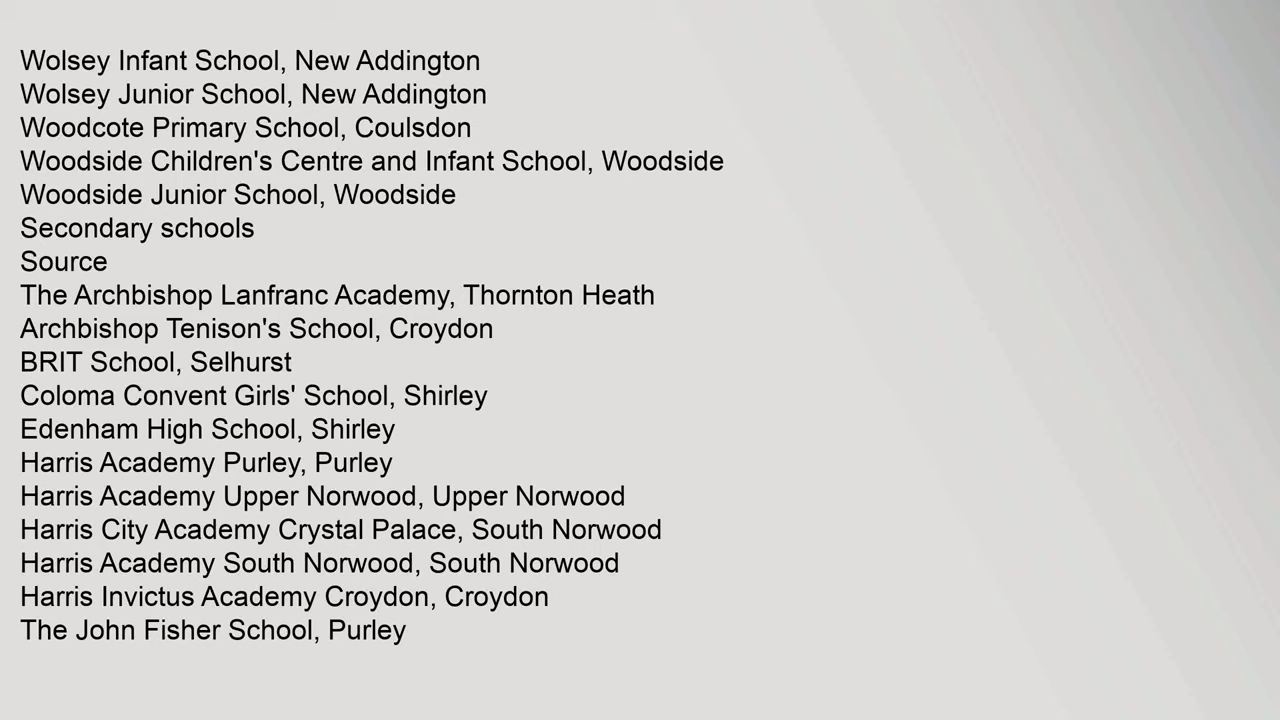 Wolsey Infant School, New Addington
Wolsey Junior School, New Addington
Woodcote Primary School, Coulsdon
Woodside Children's Centre and Infant School, Woodside
Woodside Junior School, Woodside
Secondary schools
Source
The Archbishop Lanfranc Academy, Thornton Heath
Archbishop Tenison's School, Croydon
BRIT School, Selhurst
Coloma Convent Girls' School, Shirley
Edenham High School, Shirley
Harris Academy Purley, Purley
Harris Academy Upper Norwood, Upper Norwood
Harris City Academy Crystal Palace, South Norwood
Harris Academy South Norwood, South Norwood
Harris Invictus Academy Croydon, Croydon
The John Fisher School, Purley